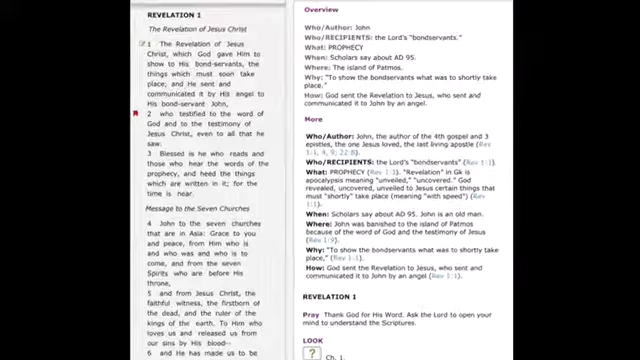 REVELATION 1
The Revelation of Jesus Christ
1 The Revelation of Jesus
Christ, which God gave Him to
show to His bond-servants, the
things which must soon take
place; and He sent and
communicated it by His angel to
His bond-servant John,
2 who testified to the word of
God and to the testimony of
Jesus Christ, even to all that he
saw.
3 Blessed is he who reads and
those who hear the words of the
prophecy, and heed the things
which are written in it; for the
time is near.
Message to the Seven Churches
4 John to the seven churches
that are in Asia: Grace to you
and peace, from Him who is
and who was and who is to
come, and from the seven
Spirits who are before His
throne,
5 and from Jesus Christ, the
faithful witness, the firstborn of
the dead, and the ruler of the
kings of the earth. To Him who
loves us and released us from
our sins by His blood--
6 and He has made us to be
Overview
Who/Author: John
Who/RECIPIENTS: the Lord's "bondservants."
What: PROPHECY
When: Scholars say about AD 95.
Where: The island of Patmos.
Why: "To show the bondservants what was to shortly take
place."
How: God sent the Revelation to Jesus, who sent and
communicated it to John by an angel.
More
Who/Author: John, the author of the 4th gospel and 3
epistles, the one Jesus loved, the last living apostle (Rev
1:1, 4, 9; 22:8)
Who/RECIPIENTS: the Lord's "bondservants" (Rev 1:1).
What: PROPHECY (Rev 1:3). "Revelation" in Gk is
apocalypsis meaning "unveiled," "uncovered." God
revealed, uncovered, unveiled to Jesus certain things that
must "shortly" take place (meaning "with speed") (Rev
1:1).
When: Scholars say about AD 95. John is an old man.
Where: John was banished to the island of Patmos
because of the word of God and the testimony of Jesus
(Rev 1:9)
Why: "To show the bondservants what was to shortly take
place," (Rev 1:1).
How: God sent the Revelation to Jesus, who sent and
communicated it to John by an angel (Rev 1:1).
REVELATION 1
Pray Thank God for His Word. Ask the Lord to open your
mind to understand the Scriptures.
LOOK
? Ch. 1.